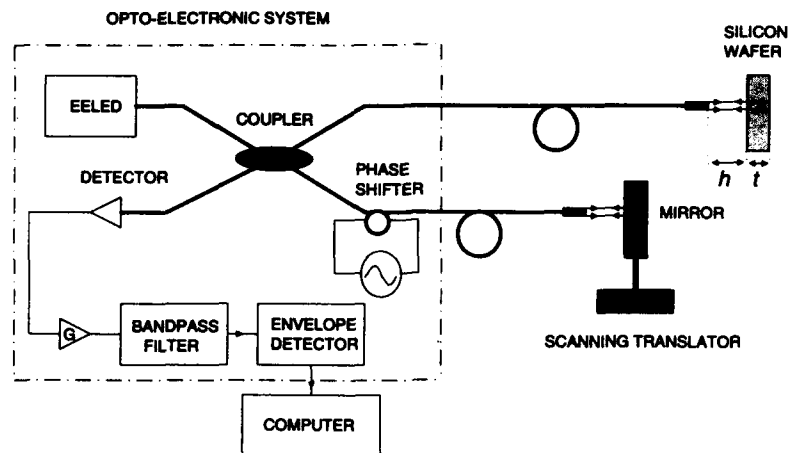 OPTO-ELECTRONIC SYSTEM
SILICON
WAFER
EELED
COUPLER
PHASE
SHIFTER
DETECTOR
h
t
MIRROR
G
BANDPASS
FILTER
ENVELOPE
DETECTOR
SCANNING TRANSLATOR
COMPUTER